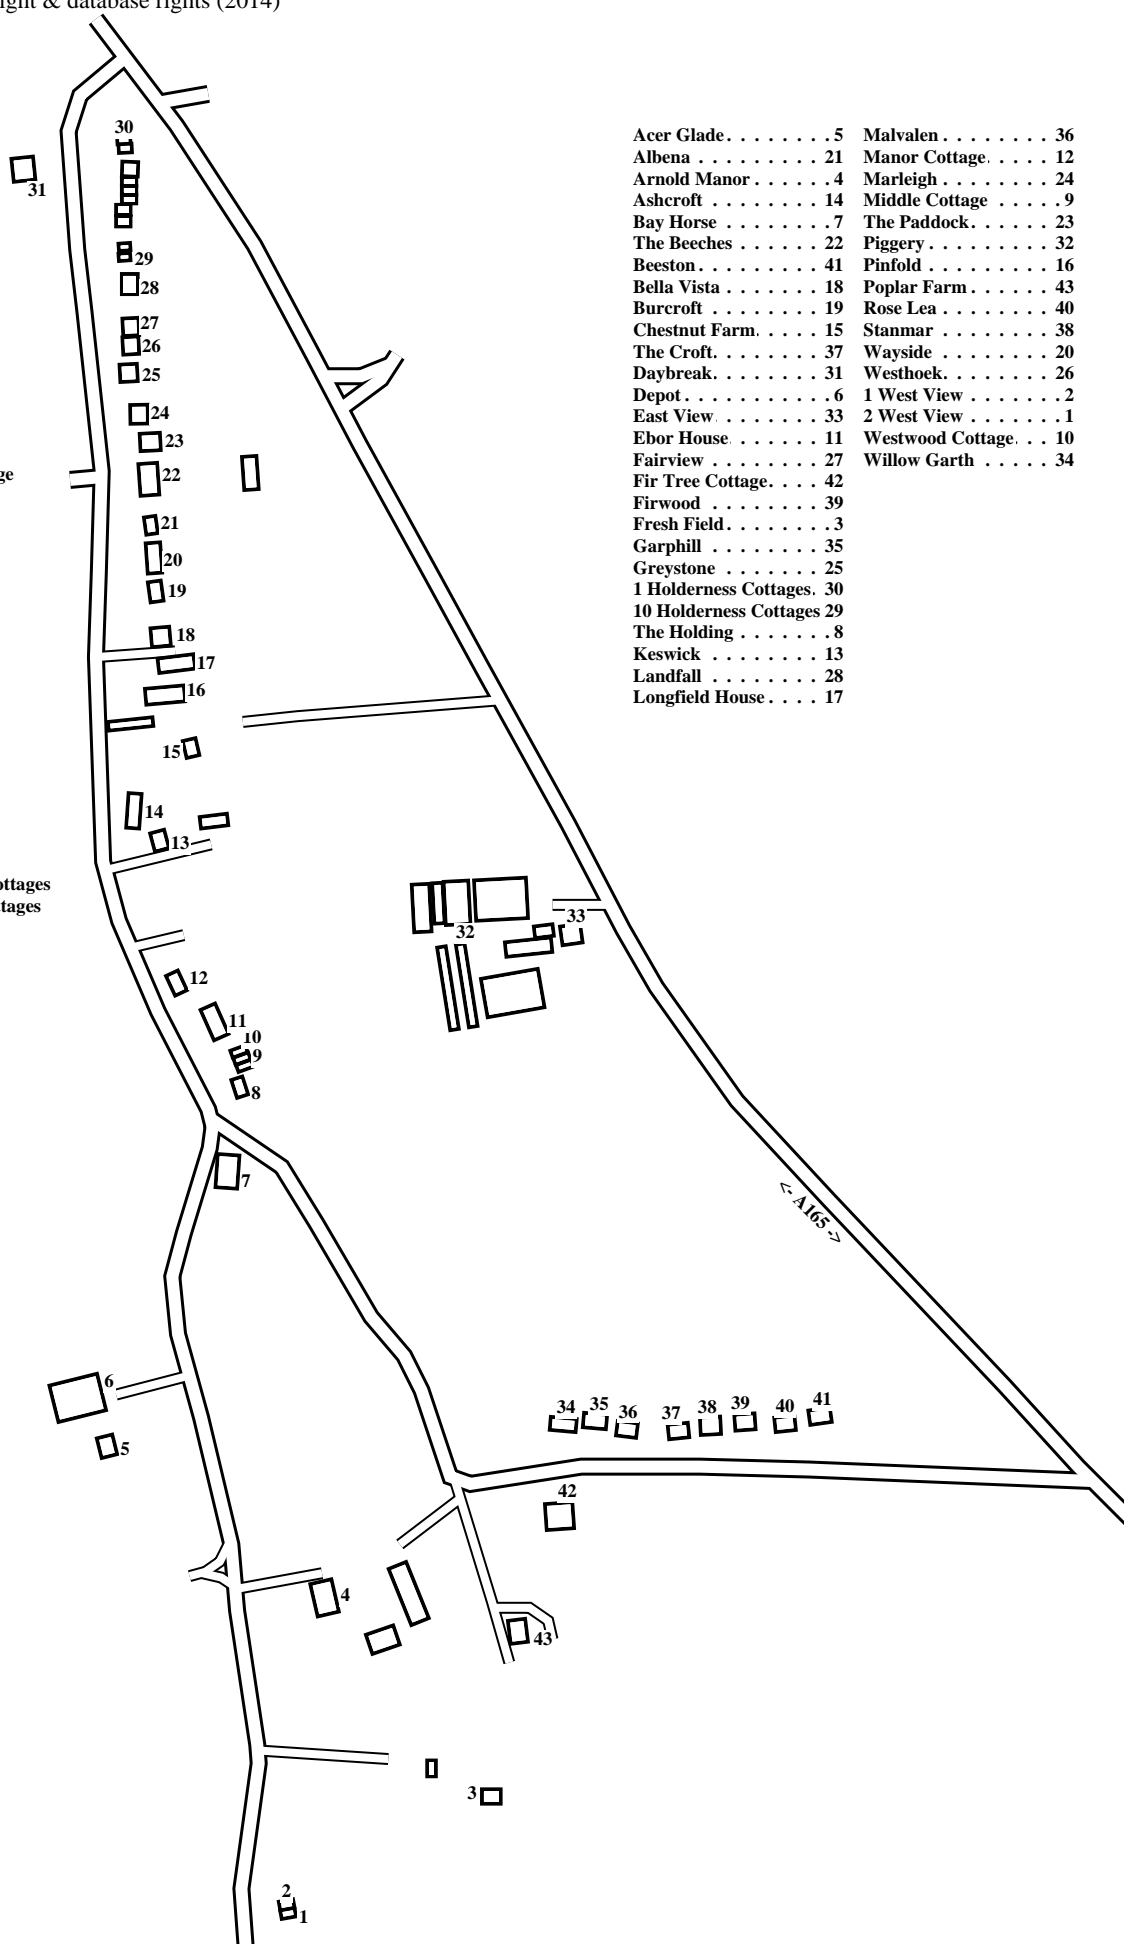 ight & database rights (2014)
30
31
29
28
27
26
25
24
23
22
ge
21
20
19
18
17
16
15
14
13
ottages
tages
33
32
12
11
10
9
8
7
<- A165 ->
6
5
34 35 36 37 38 39 40 41
42
4
43
3
2
1
Acer Glade . . . . . . . . 5
Albena . . . . . . . . . 21
Arnold Manor . . . . . . 4
Ashcroft . . . . . . . . 14
Bay Horse . . . . . . . . 7
The Beeches . . . . . . 22
Beeston . . . . . . . . . 41
Bella Vista . . . . . . . 18
Burcroft . . . . . . . . 19
Chestnut Farm . . . . . 15
The Croft . . . . . . . . 37
Daybreak . . . . . . . . 31
Depot . . . . . . . . . . . 6
East View . . . . . . . . 33
Ebor House . . . . . . . 11
Fairview . . . . . . . . 27
Fir Tree Cottage . . . . 42
Firwood . . . . . . . . 39
Fresh Field . . . . . . . . 3
Garphill . . . . . . . . 35
Greystone . . . . . . . 25
1 Holderness Cottages . 30
10 Holderness Cottages 29
The Holding . . . . . . . 8
Keswick . . . . . . . . 13
Landfall . . . . . . . . 28
Longfield House . . . . 17
Malvalen . . . . . . . . 36
Manor Cottage . . . . . 12
Marleigh . . . . . . . . 24
Middle Cottage . . . . . 9
The Paddock . . . . . . 23
Piggery . . . . . . . . . 32
Pinfold . . . . . . . . . 16
Poplar Farm . . . . . . 43
Rose Lea . . . . . . . . 40
Stanmar . . . . . . . . 38
Wayside . . . . . . . . 20
Westhoek . . . . . . . . 26
1 West View . . . . . . . 2
2 West View . . . . . . . 1
Westwood Cottage . . . 10
Willow Garth . . . . . 34